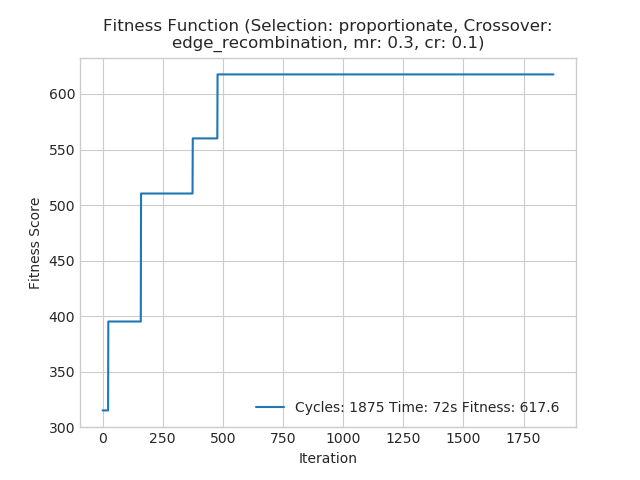 Fitness Function (Selection: proportionate, Crossover:
edge_recombination, mr: 0.3, cr: 0.1)
600
550
500
450
400
350
300
Fitness Score
Cycles: 1875 Time: 72s Fitness: 617.6
0 250 500 750 1000 1250 1500 1750
Iteration